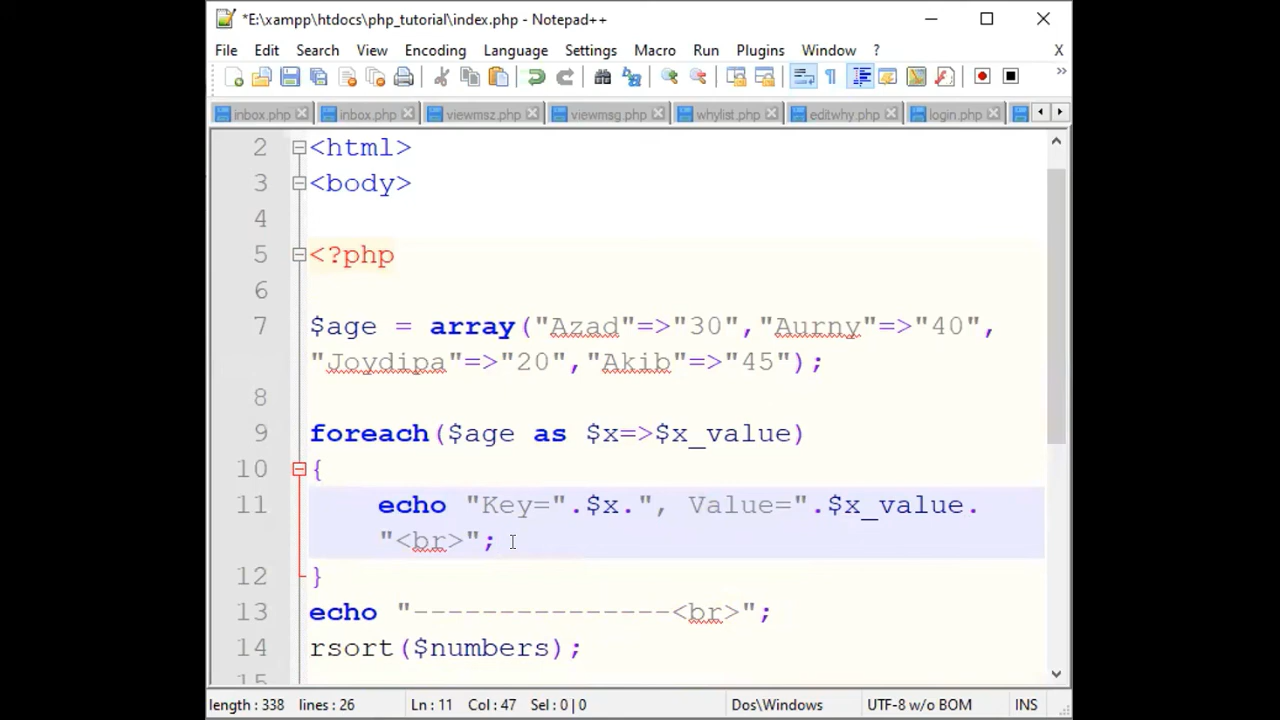 *E:\xampp\htdocs\php_tutorial\index.php - Notepad++
File Edit Search View Encoding Language Settings Macro Run Plugins Window ? X
inbox.php inbox.php viewmsz.php viewmsg.php whylist.php editwhy.php login.php
2 <html>
3 <body>
4
5 <?php
6
7 $age = array("Azad"=>"30","Aurny"=>"40",
"Joydipa"=>"20","Akib"=>"45");
8
9 foreach($age as $x=>$x_value)
10 {
11 echo "Key=".$x.", Value=".$x_value.
"<br>";
12 }
13 echo "---------------<br>";
14 rsort($numbers);
15
length : 338 lines : 26 Ln : 11 Col : 47 Sel : 0 | 0 Dos\Windows UTF-8 w/o BOM INS